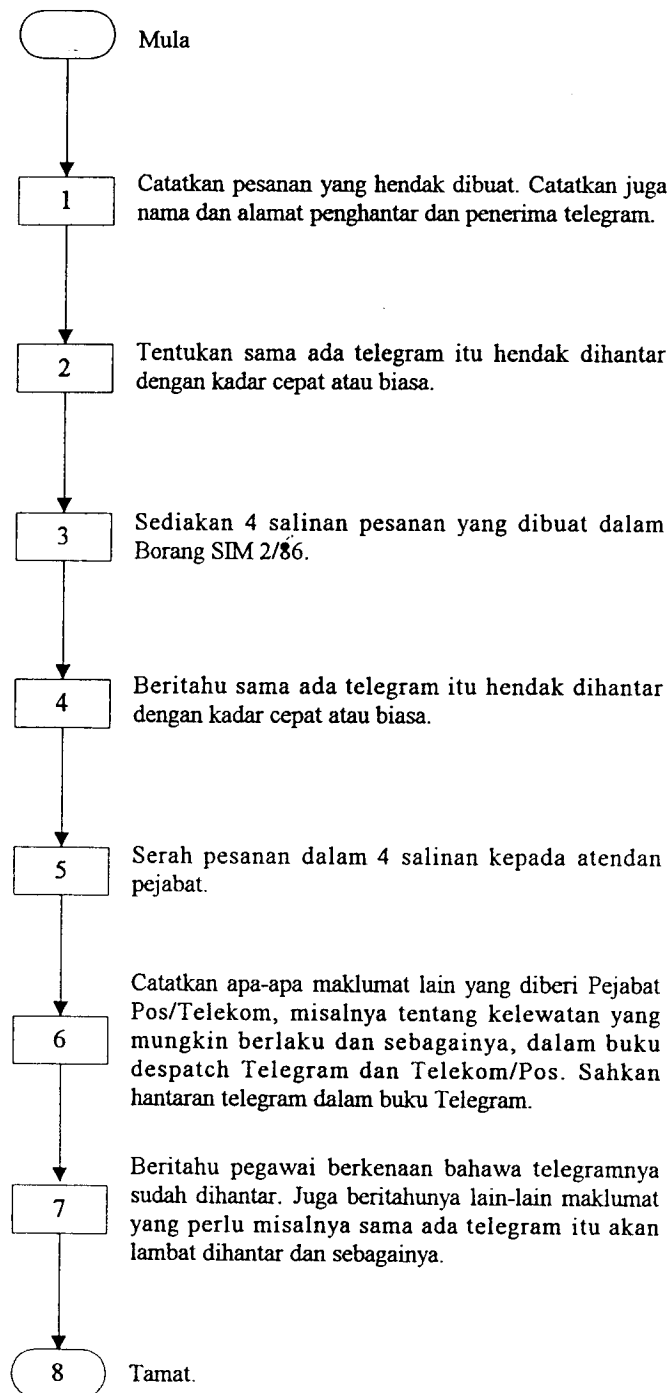 Mula
1
Catatkan pesanan yang hendak dibuat. Catatkan juga
nama dan alamat penghantar dan penerima telegram.
2
Tentukan sama ada telegram itu hendak dihantar
dengan kadar cepat atau biasa.
3
Sediakan 4 salinan pesanan yang dibuat dalam
Borang SIM 2/86.
4
Beritahu sama ada telegram itu hendak dihantar
dengan kadar cepat atau biasa.
5
Serah pesanan dalam 4 salinan kepada atendan
pejabat.
6
Catatkan apa-apa maklumat lain yang diberi Pejabat
Pos/Telekom, misalnya tentang kelewatan yang
mungkin berlaku dan sebagainya, dalam buku
despatch Telegram dan Telekom/Pos. Sahkan
hantaran telegram dalam buku Telegram.
7
Beritahu pegawai berkenaan bahawa telegramnya
sudah dihantar. Juga beritahunya lain-lain maklumat
yang perlu misalnya sama ada telegram itu akan
lambat dihantar dan sebagainya.
8
Tamat.